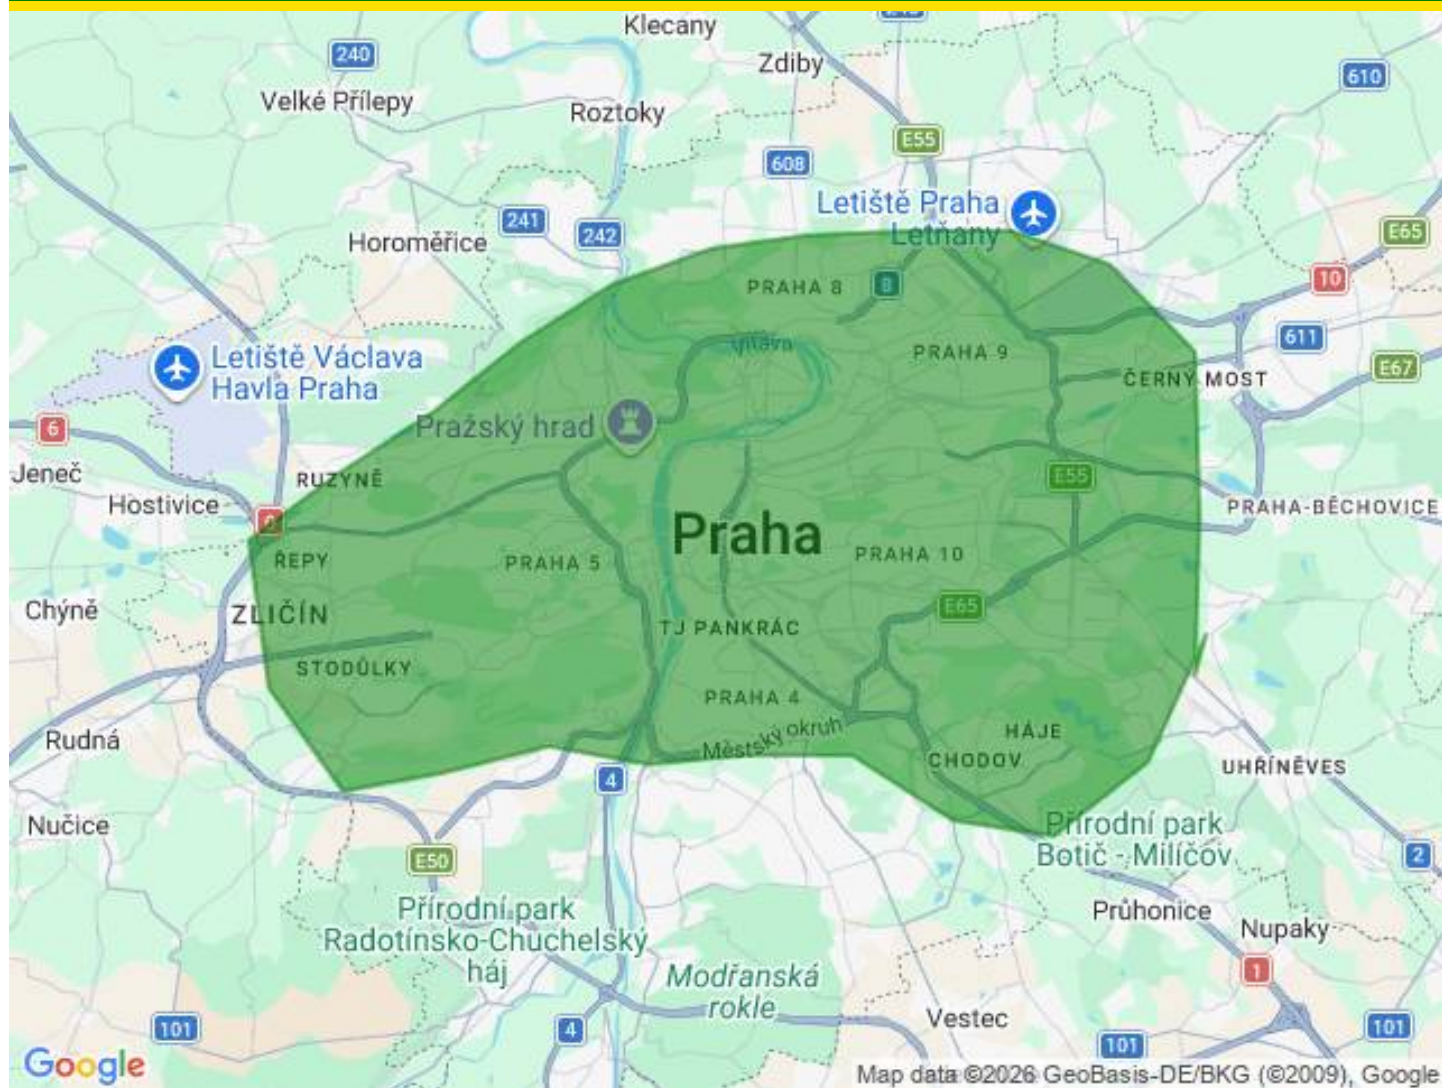 Klecany
240
Zdiby
610
Velké Přílepy
Roztoky
E55
608
Letiště Praha
Letňany
241
242
Horoměřice
E65
10
PRAHA 8
8
611
Letiště Václava
Havla Praha
Vltava
PRAHA 9
E67
ČERNÝ MOST
Pražský hrad
6
Jeneč
RUZYNĚ
E55
Hostivice
6
PRAHA-BĚCHOVICE
Praha
ŘEPY
PRAHA 5
PRAHA 10
Chýně
ZLIČÍN
E65
TJ PANKRÁC
STODŮLKY
PRAHA 4
Rudná
Městský okruh
HÁJE
CHODOV
UHŘÍNĚVES
4
Nučice
Přírodní park
Botič - Milíčov
E50
2
Přírodní park
Radotínsko-Chuchelský
háj
Průhonice
Nupaky
Modřanská
rokle
1
101
4
Vestec
101
101
Google
Map data ©2026 GeoBasis-DE/BKG (©2009), Google